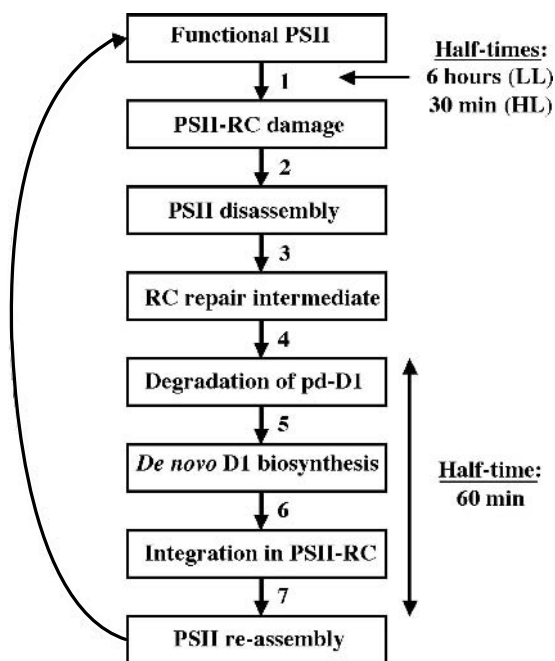 Functional PSII
Half-times:
1
6 hours (LL)
30 min (HL)
PSII-RC damage
2
PSII disassembly
3
RC repair intermediate
4
Degradation of pd-D1
5
De novo D1 biosynthesis
Half-time:
60 min
6
Integration in PSII-RC
7
PSII re-assembly